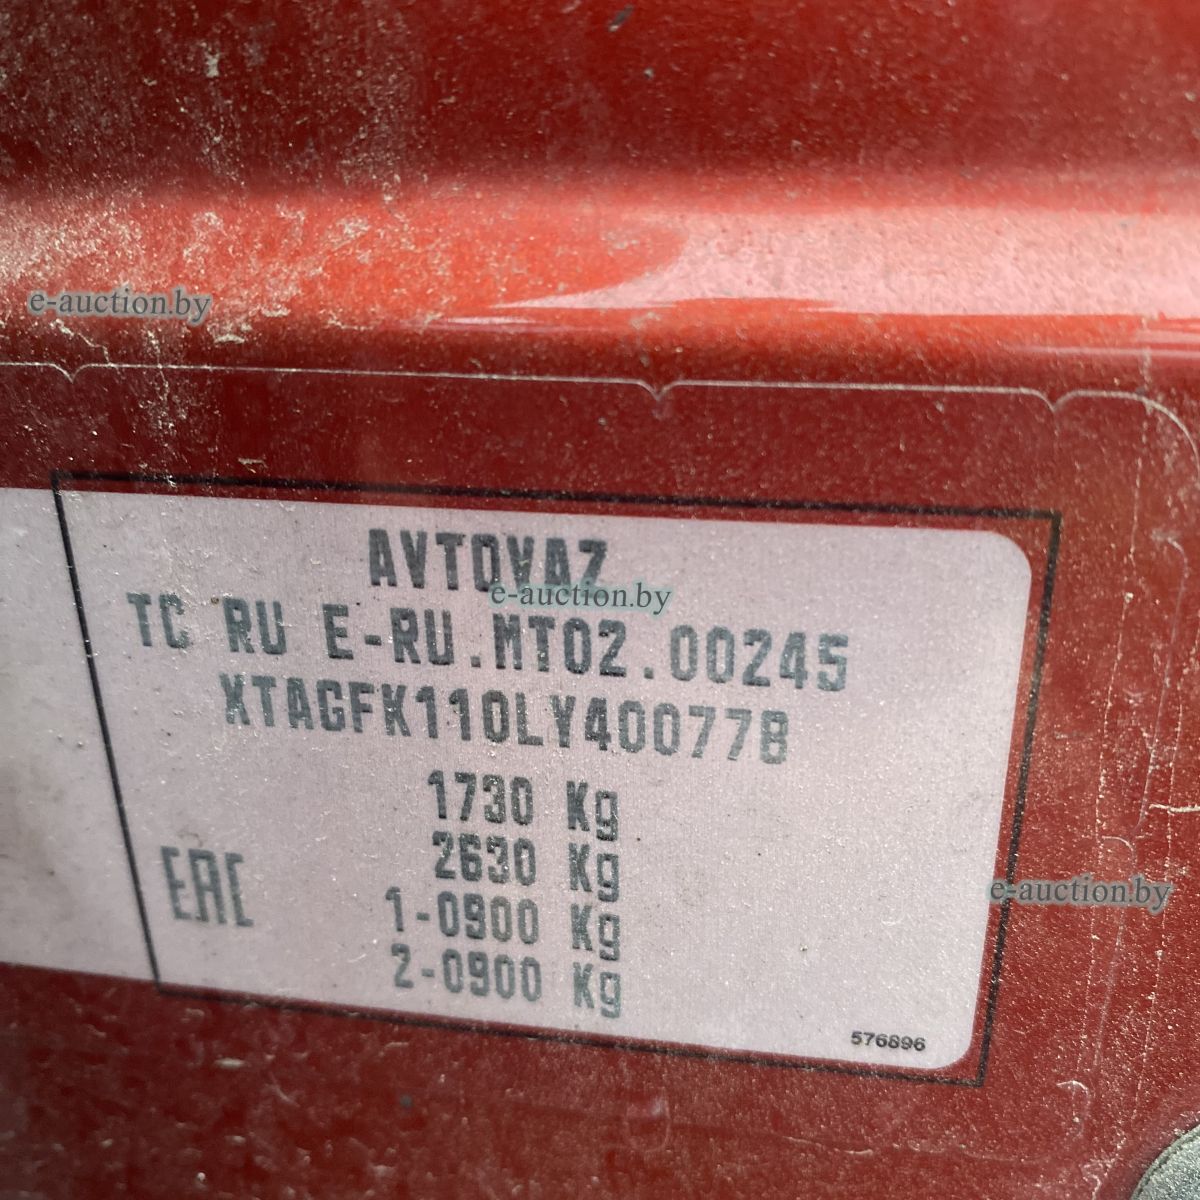 e-auction.by
AVTOVAZ
e-auction.by
TC RU E-RU.MT02.00245
XTAGFK110LY400778
1730 Kg
2630 Kg
e-auction.by
EAC
1-0900 Kg
2-0900 Kg
576896